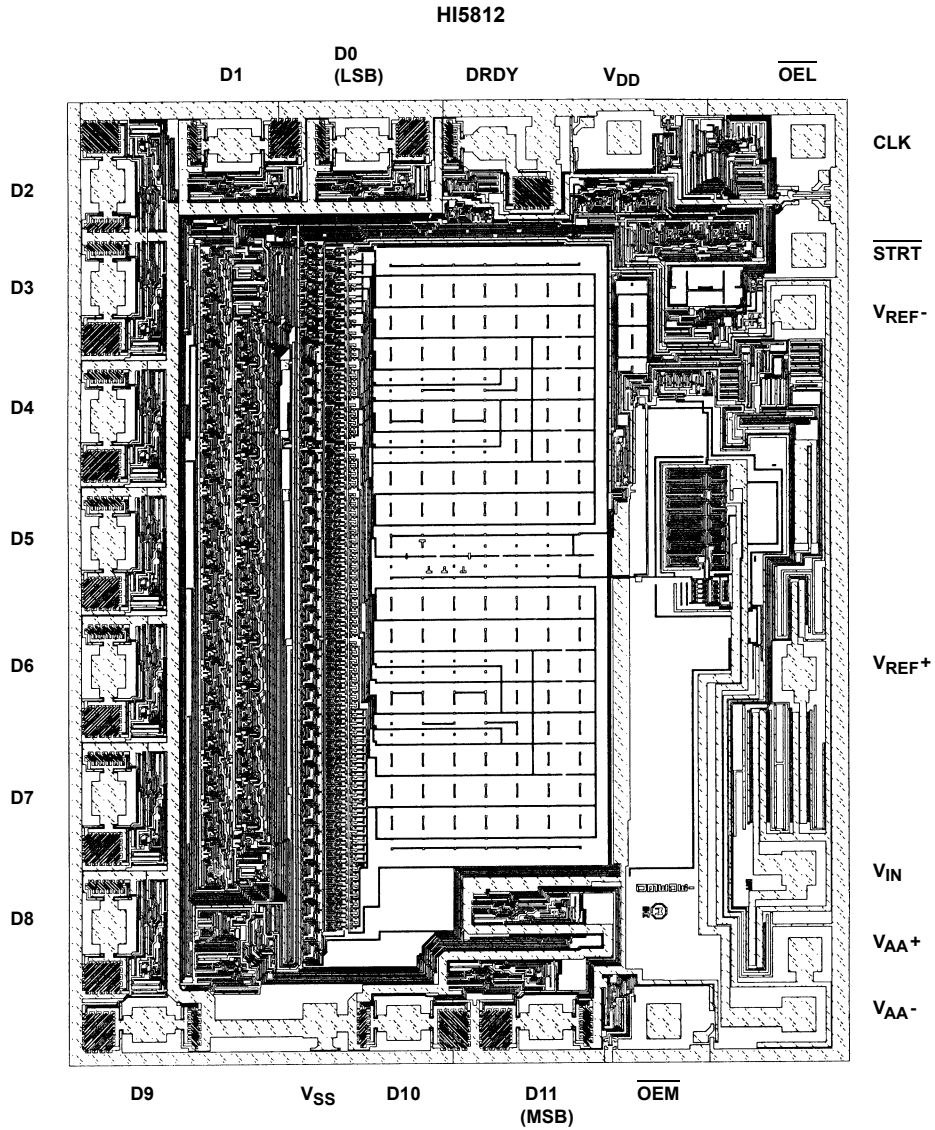 HI5812
D1
D0
(LSB)
DRDY
VDD
OEL
CLK
D2
STRT
D3
VREF-
D4
D5
D6
VREF+
D7
VIN
D8
VAA+
VAA-
D9
VSS
D10
D11
(MSB)
OEM